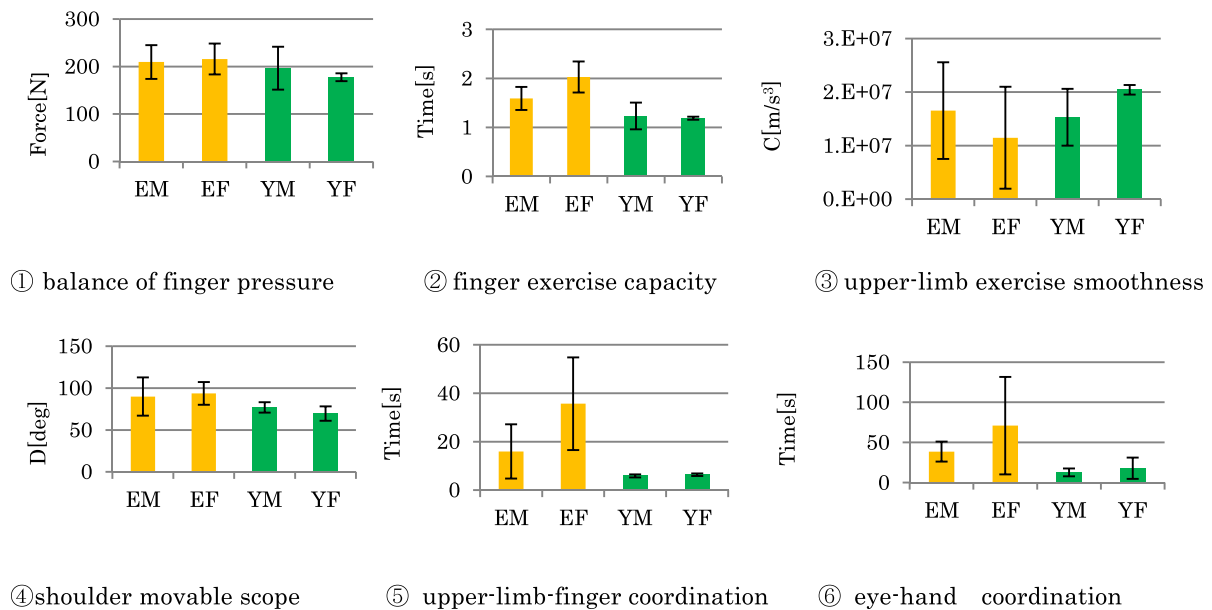 300
200
100
0
Force[N]
EM EF YM YF
① balance of finger pressure
3
2
1
0
Time[s]
EM EF YM YF
② finger exercise capacity
3.E+07
2.E+07
1.E+07
0.E+00
C[m/s³]
EM EF YM YF
③ upper-limb exercise smoothness
150
100
50
0
D[deg]
EM EF YM YF
④shoulder movable scope
60
40
20
0
Time[s]
EM EF YM YF
⑤ upper-limb-finger coordination
150
100
50
0
Time[s]
EM EF YM YF
⑥ eye-hand coordination